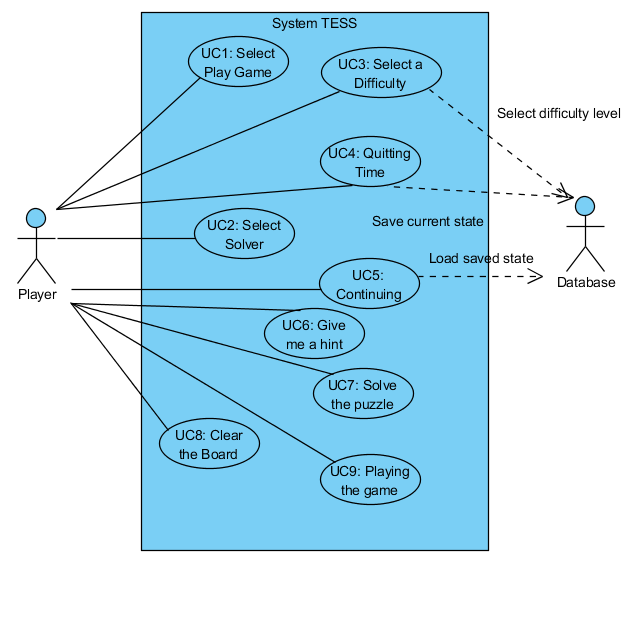 System TESS
UC1: Select
Play Game
UC3: Select a
Difficulty
Select difficulty level
UC4: Quitting
Time
UC2: Select
Solver
Save current state
Load saved state
UC5:
Continuing
Player
Database
UC6: Give
me a hint
UC7: Solve
the puzzle
UC8: Clear
the Board
UC9: Playing
the game